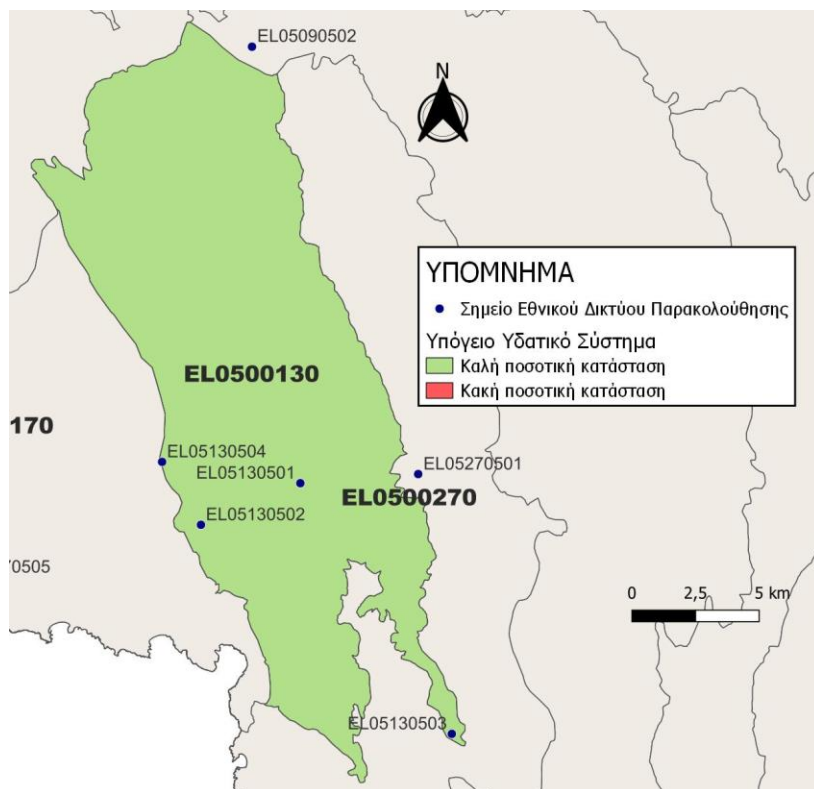 EL05090502
N
ΥΠΟΜΝΗΜΑ
Σημείο Εθνικού Δικτύου Παρακολούθησης
Υπόγειο Υδατικό Σύστημα
Καλή ποσοτική κατάσταση
Κακή ποσοτική κατάσταση
EL0500130
170
EL05130504
EL05130501
EL05270501
EL0500270
EL05130502
0505
0 2,5 5 km
EL05130503